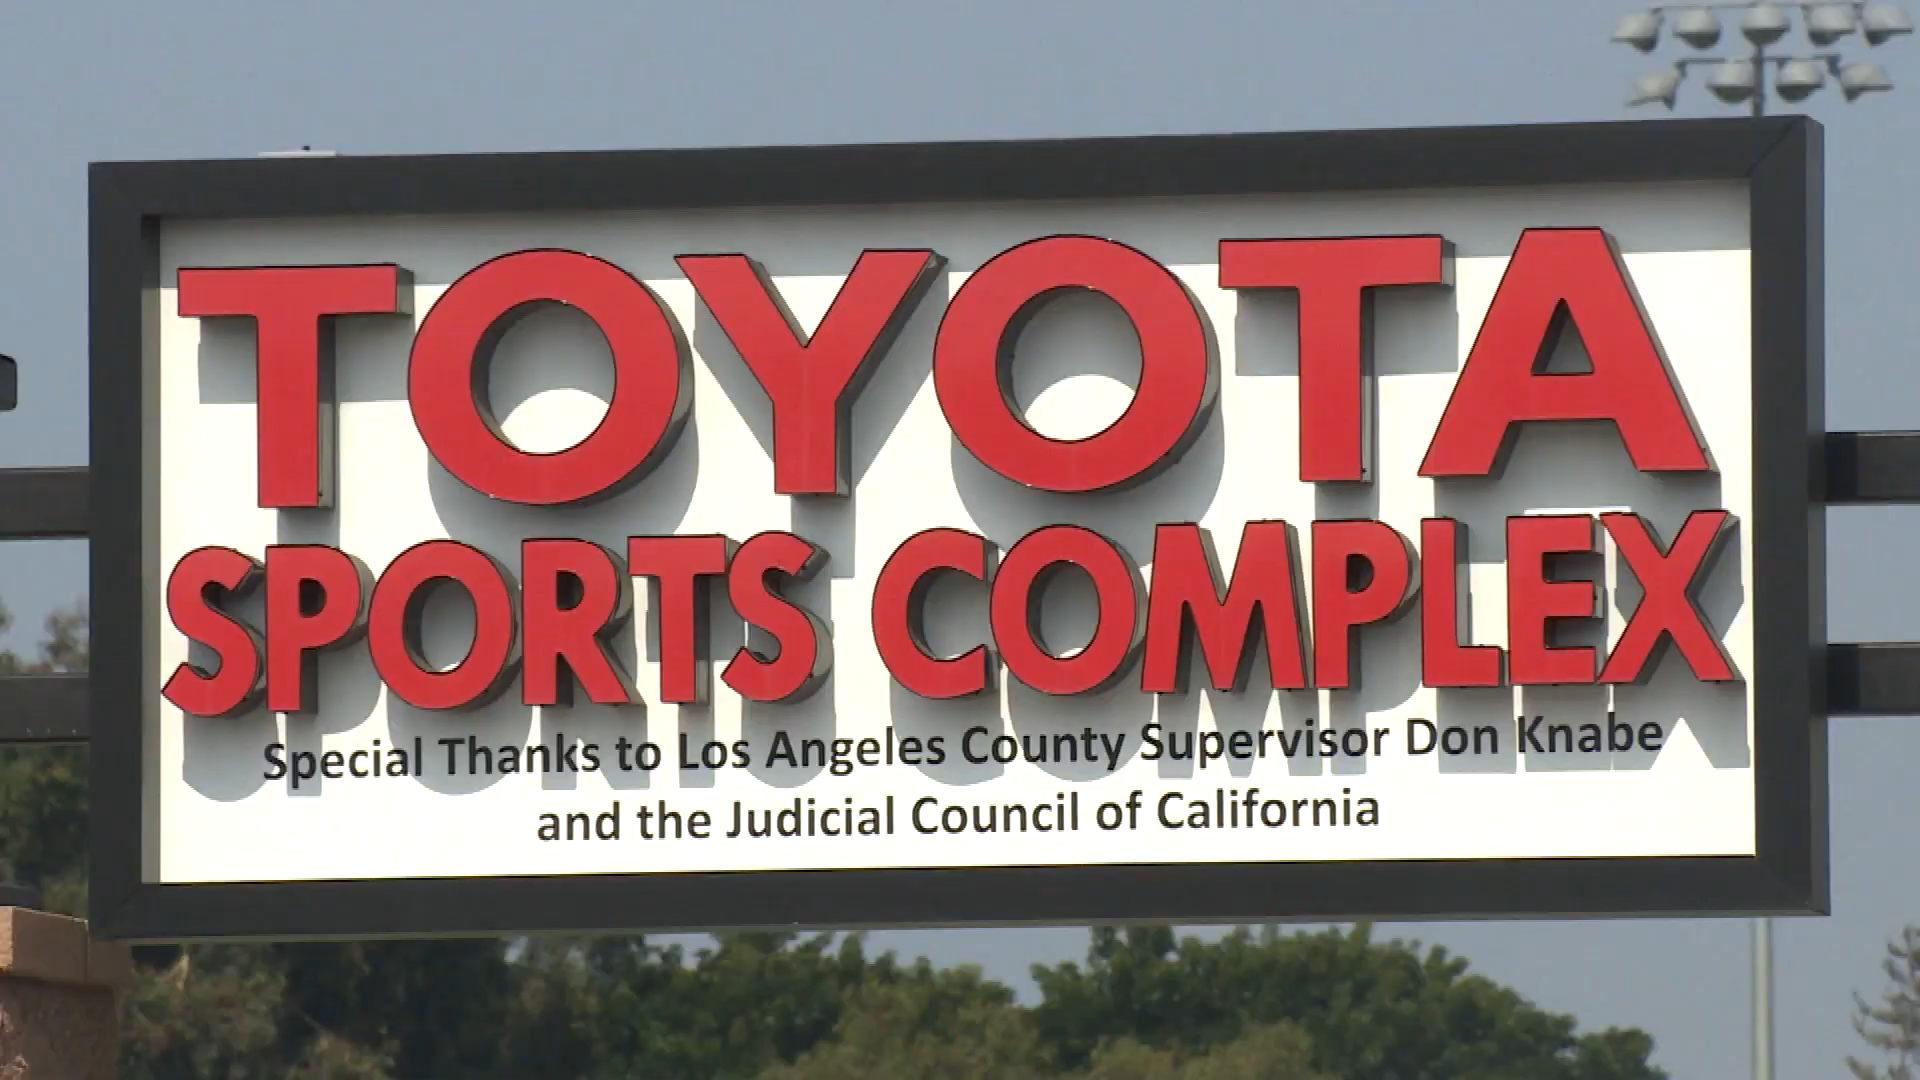 TOYOTA
SPORTS COMPLEX
Special Thanks to Los Angeles County Supervisor Don Knabe
and the Judicial Council of California